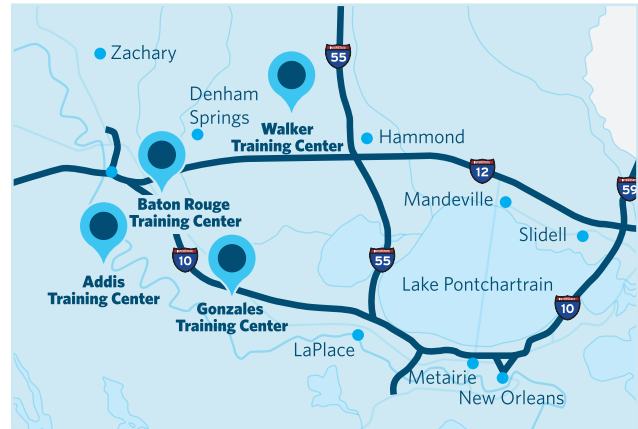 Zachary
55
Denham
Springs
Walker
Training Center
Hammond
12
59
Baton Rouge
Training Center
Mandeville
Slidell
10
55
Addis
Training Center
Lake Pontchartrain
Gonzales
Training Center
10
LaPlace
Metairie
New Orleans